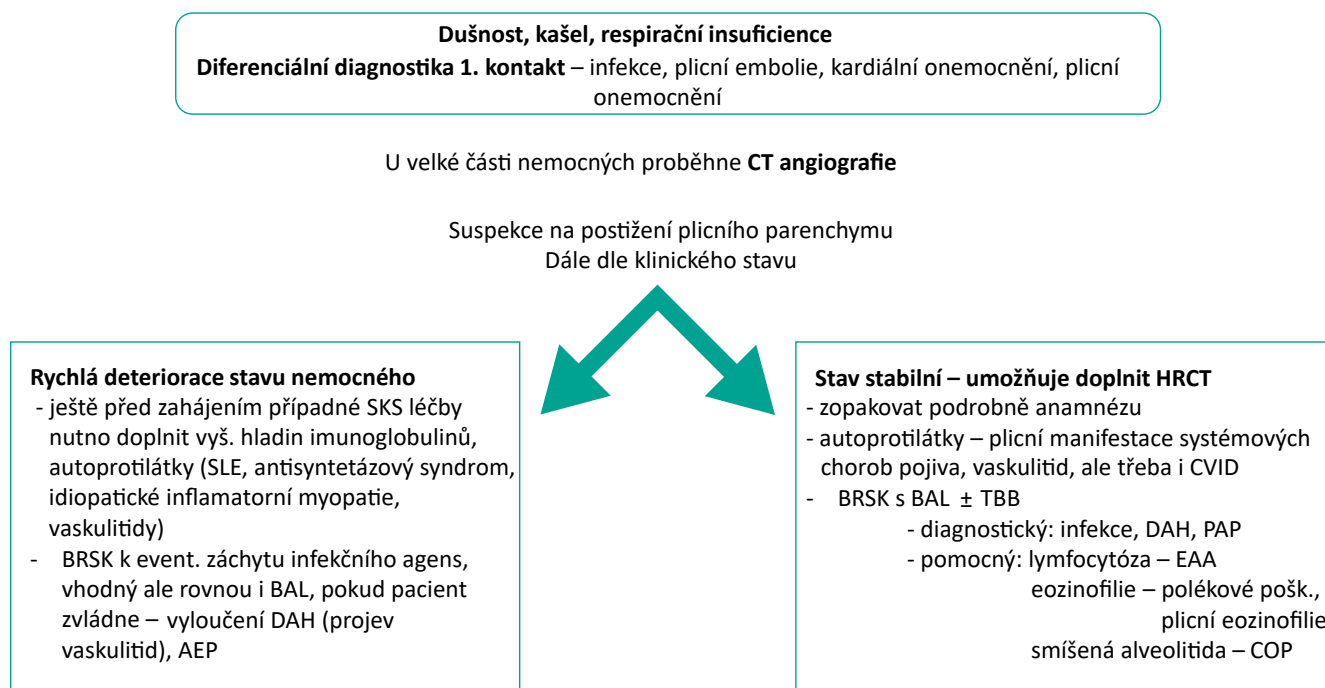 Dušnost, kašel, respirační insuficience
Diferenciální diagnostika 1. kontakt – infekce, plicní embolie, kardiální onemocnění, plicní
onemocnění
U velké části nemocných proběhne CT angiografie
Suspekce na postižení plicního parenchymu
Dále dle klinického stavu
Rychlá deteriorace stavu nemocného
- ještě před zahájením případné SKS léčby
nutno doplnit vyš. hladin imunoglobulinů,
autoprotilátky (SLE, antisyntetázový syndrom,
idiopatické inflamatorní myopatie,
vaskulitidy)
- BRSK k event. záchytu infekčního agens,
vhodný ale rovnou i BAL, pokud pacient
zvládne – vyloučení DAH (projev
vaskulitid), AEP
Stav stabilní – umožňuje doplnit HRCT
- zopakovat podrobně anamnézu
- autoprotilátky – plicní manifestace systémových
chorob pojiva, vaskulitid, ale třeba i CVID
- BRSK s BAL ± TBB
- diagnostický: infekce, DAH, PAP
- pomocný: lymfocytóza – EAA
eozinofilie – polékové pošk.,
plicní eozinofilie
smíšená alveolitida – COP